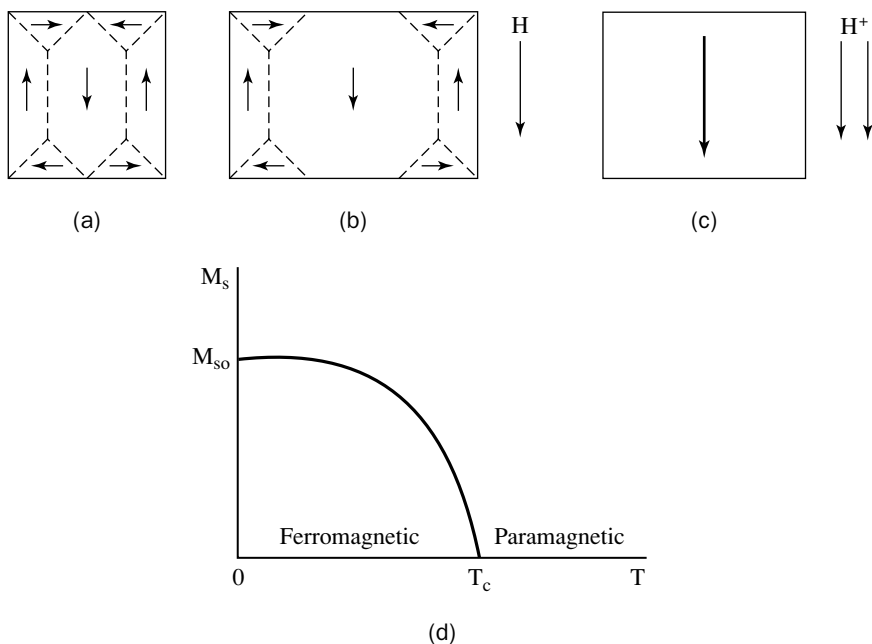 H
H⁺
(a)
(b)
(c)
Mₛ
Mₛₒ
Ferromagnetic
Paramagnetic
0
T꜀
T
(d)